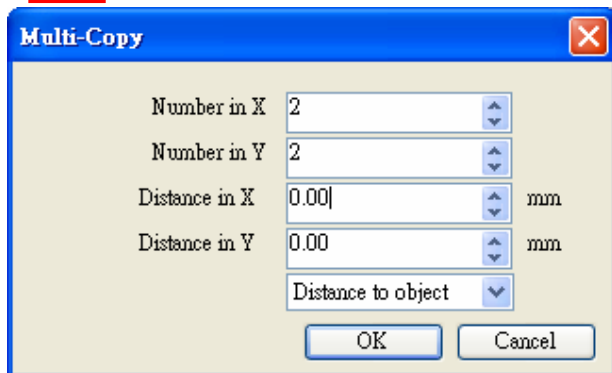 Multi-Copy
Number in X 2
Number in Y 2
Distance in X 0.00 mm
Distance in Y 0.00 mm
Distance to object
OK Cancel